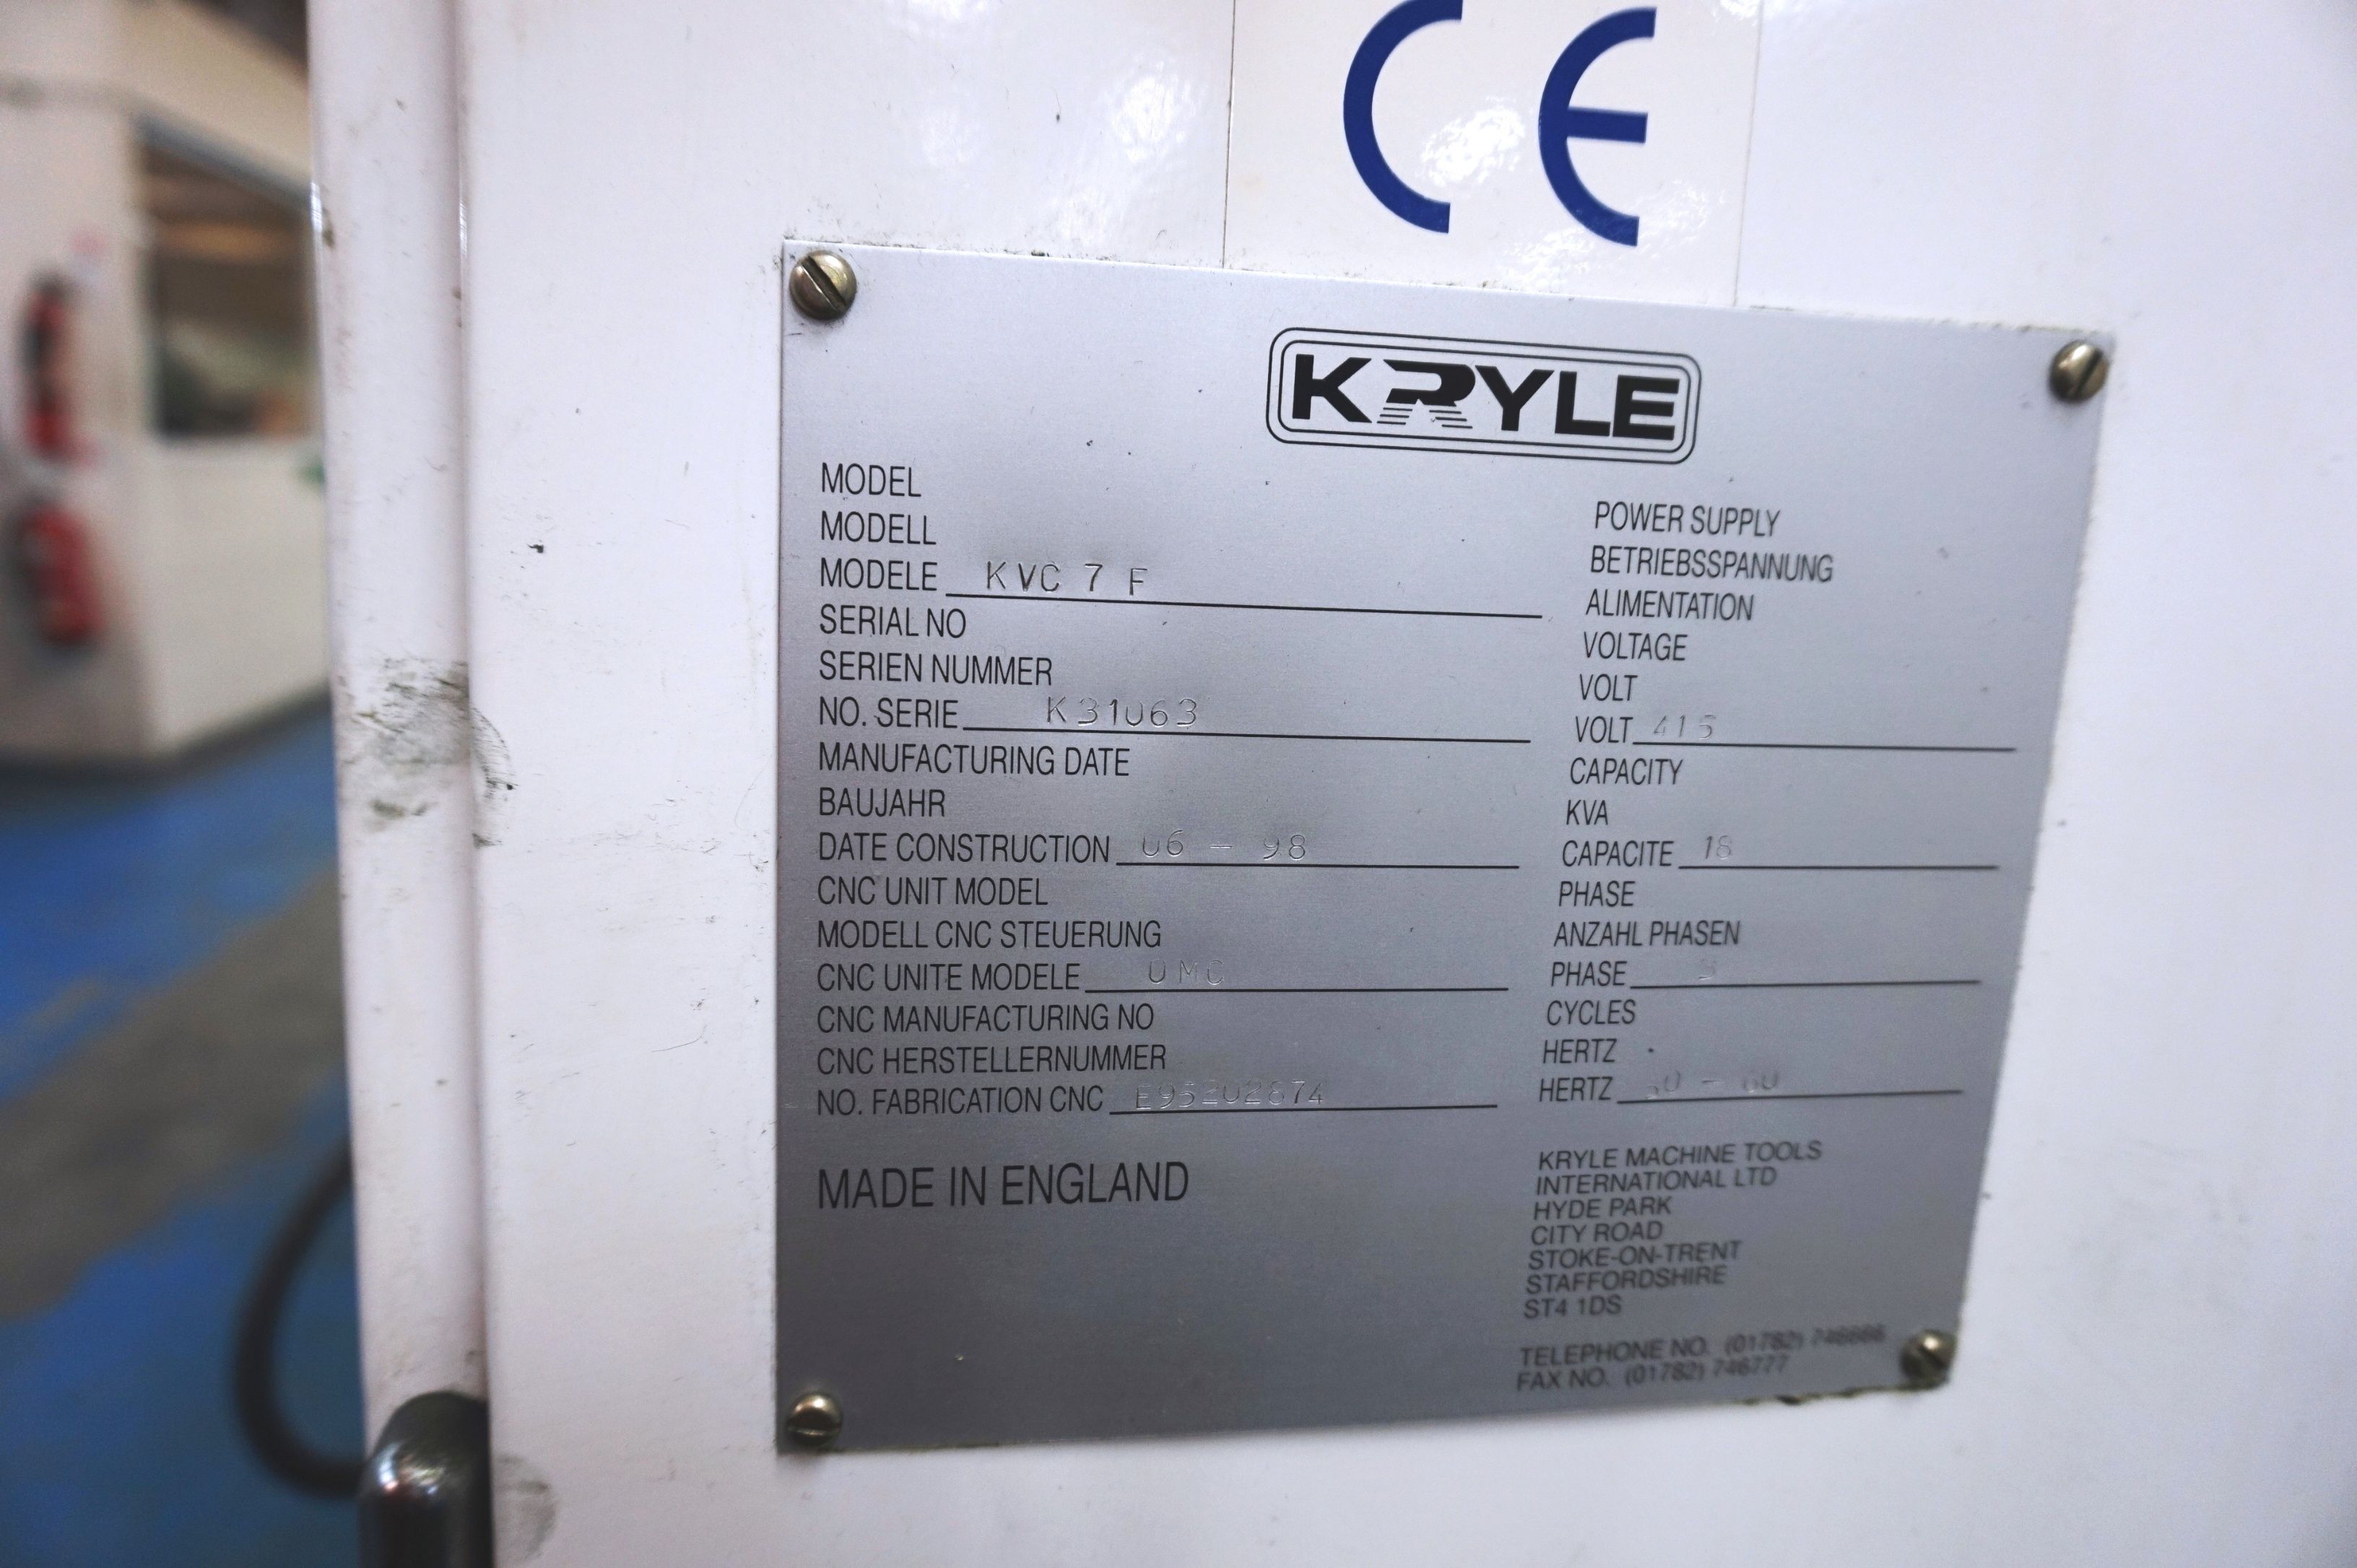 CE
KRYLE
MODEL
MODELL
MODELE KVC 7 F
SERIAL NO
SERIEN NUMMER
NO. SERIE K31063
MANUFACTURING DATE
BAUJAHR
DATE CONSTRUCTION 06 - 98
CNC UNIT MODEL
MODELL CNC STEUERUNG
CNC UNITE MODELE
CNC MANUFACTURING NO
CNC HERSTELLERNUMMER
NO. FABRICATION CNC
MADE IN ENGLAND
POWER SUPPLY
BETRIEBSSPANNUNG
ALIMENTATION
VOLTAGE
VOLT
VOLT 415
CAPACITY
KVA
CAPACITE 18
PHASE
ANZAHL PHASEN
PHASE 3
CYCLES
HERTZ
HERTZ 50 - 60
KRYLE MACHINE TOOLS
INTERNATIONAL LTD
HYDE PARK
CITY ROAD
STOKE-ON-TRENT
STAFFORDSHIRE
ST4 1DS
TELEPHONE NO. (01782)
FAX NO. (01782) 746777